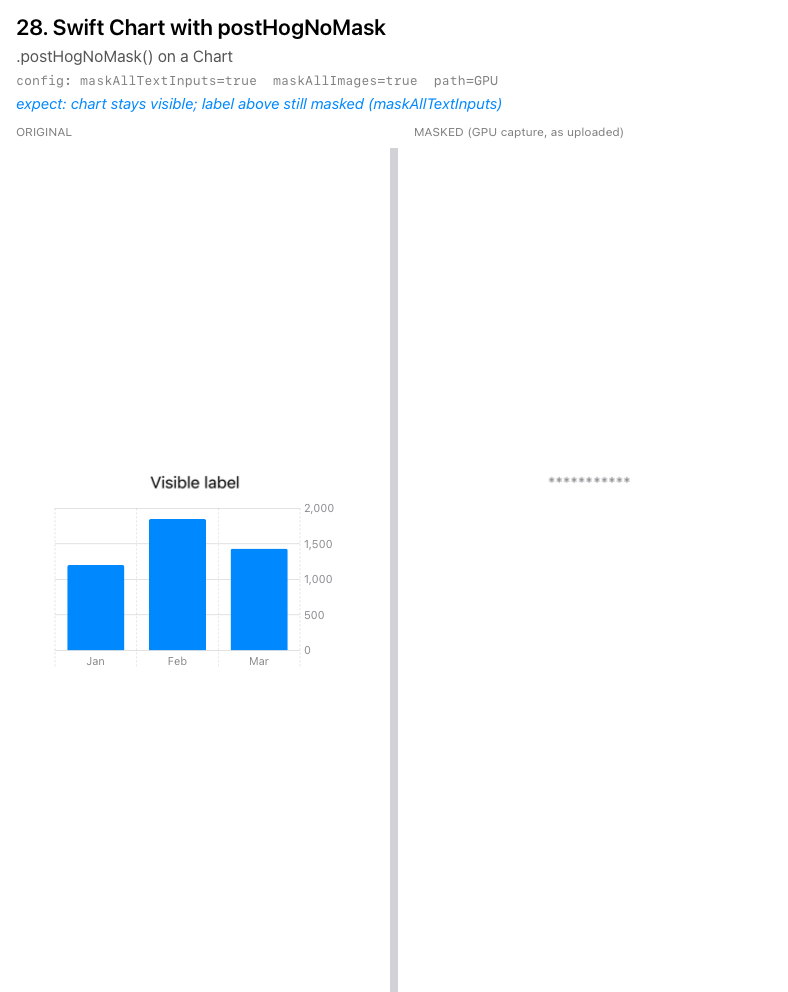 28. Swift Chart with postHogNoMask
.postHogNoMask() on a Chart
config: maskAllTextInputs=true  maskAllImages=true  path=GPU
expect: chart stays visible; label above still masked (maskAllTextInputs)
ORIGINAL
MASKED (GPU capture, as uploaded)
Visible label
***********
2,000
1,500
1,000
500
0
Jan
Feb
Mar